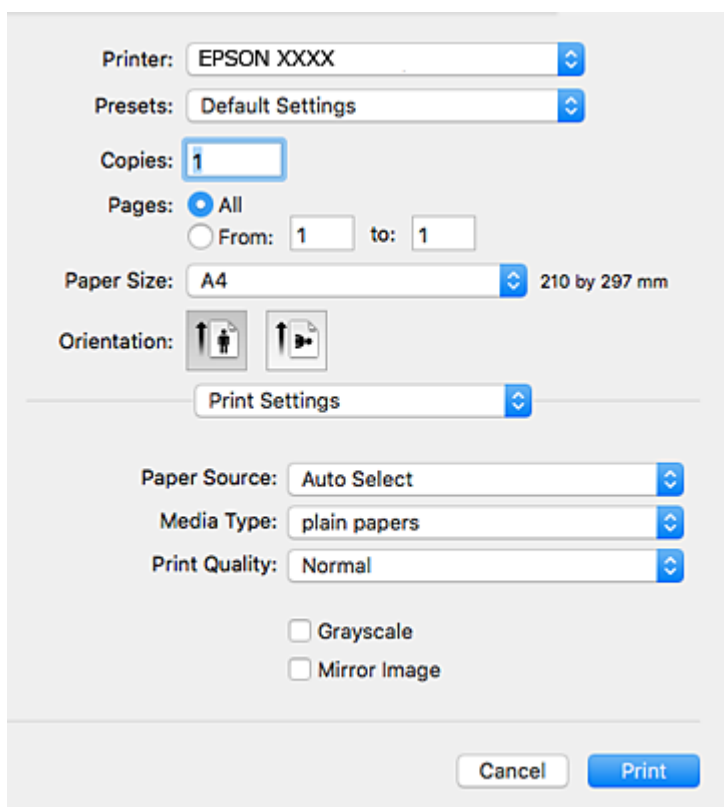 Printer: EPSON XXXX
Presets: Default Settings
Copies: 1
Pages: All
From: 1 to: 1
Paper Size: A4 210 by 297 mm
Orientation:
Print Settings
Paper Source: Auto Select
Media Type: plain papers
Print Quality: Normal
Grayscale
Mirror Image
Cancel Print